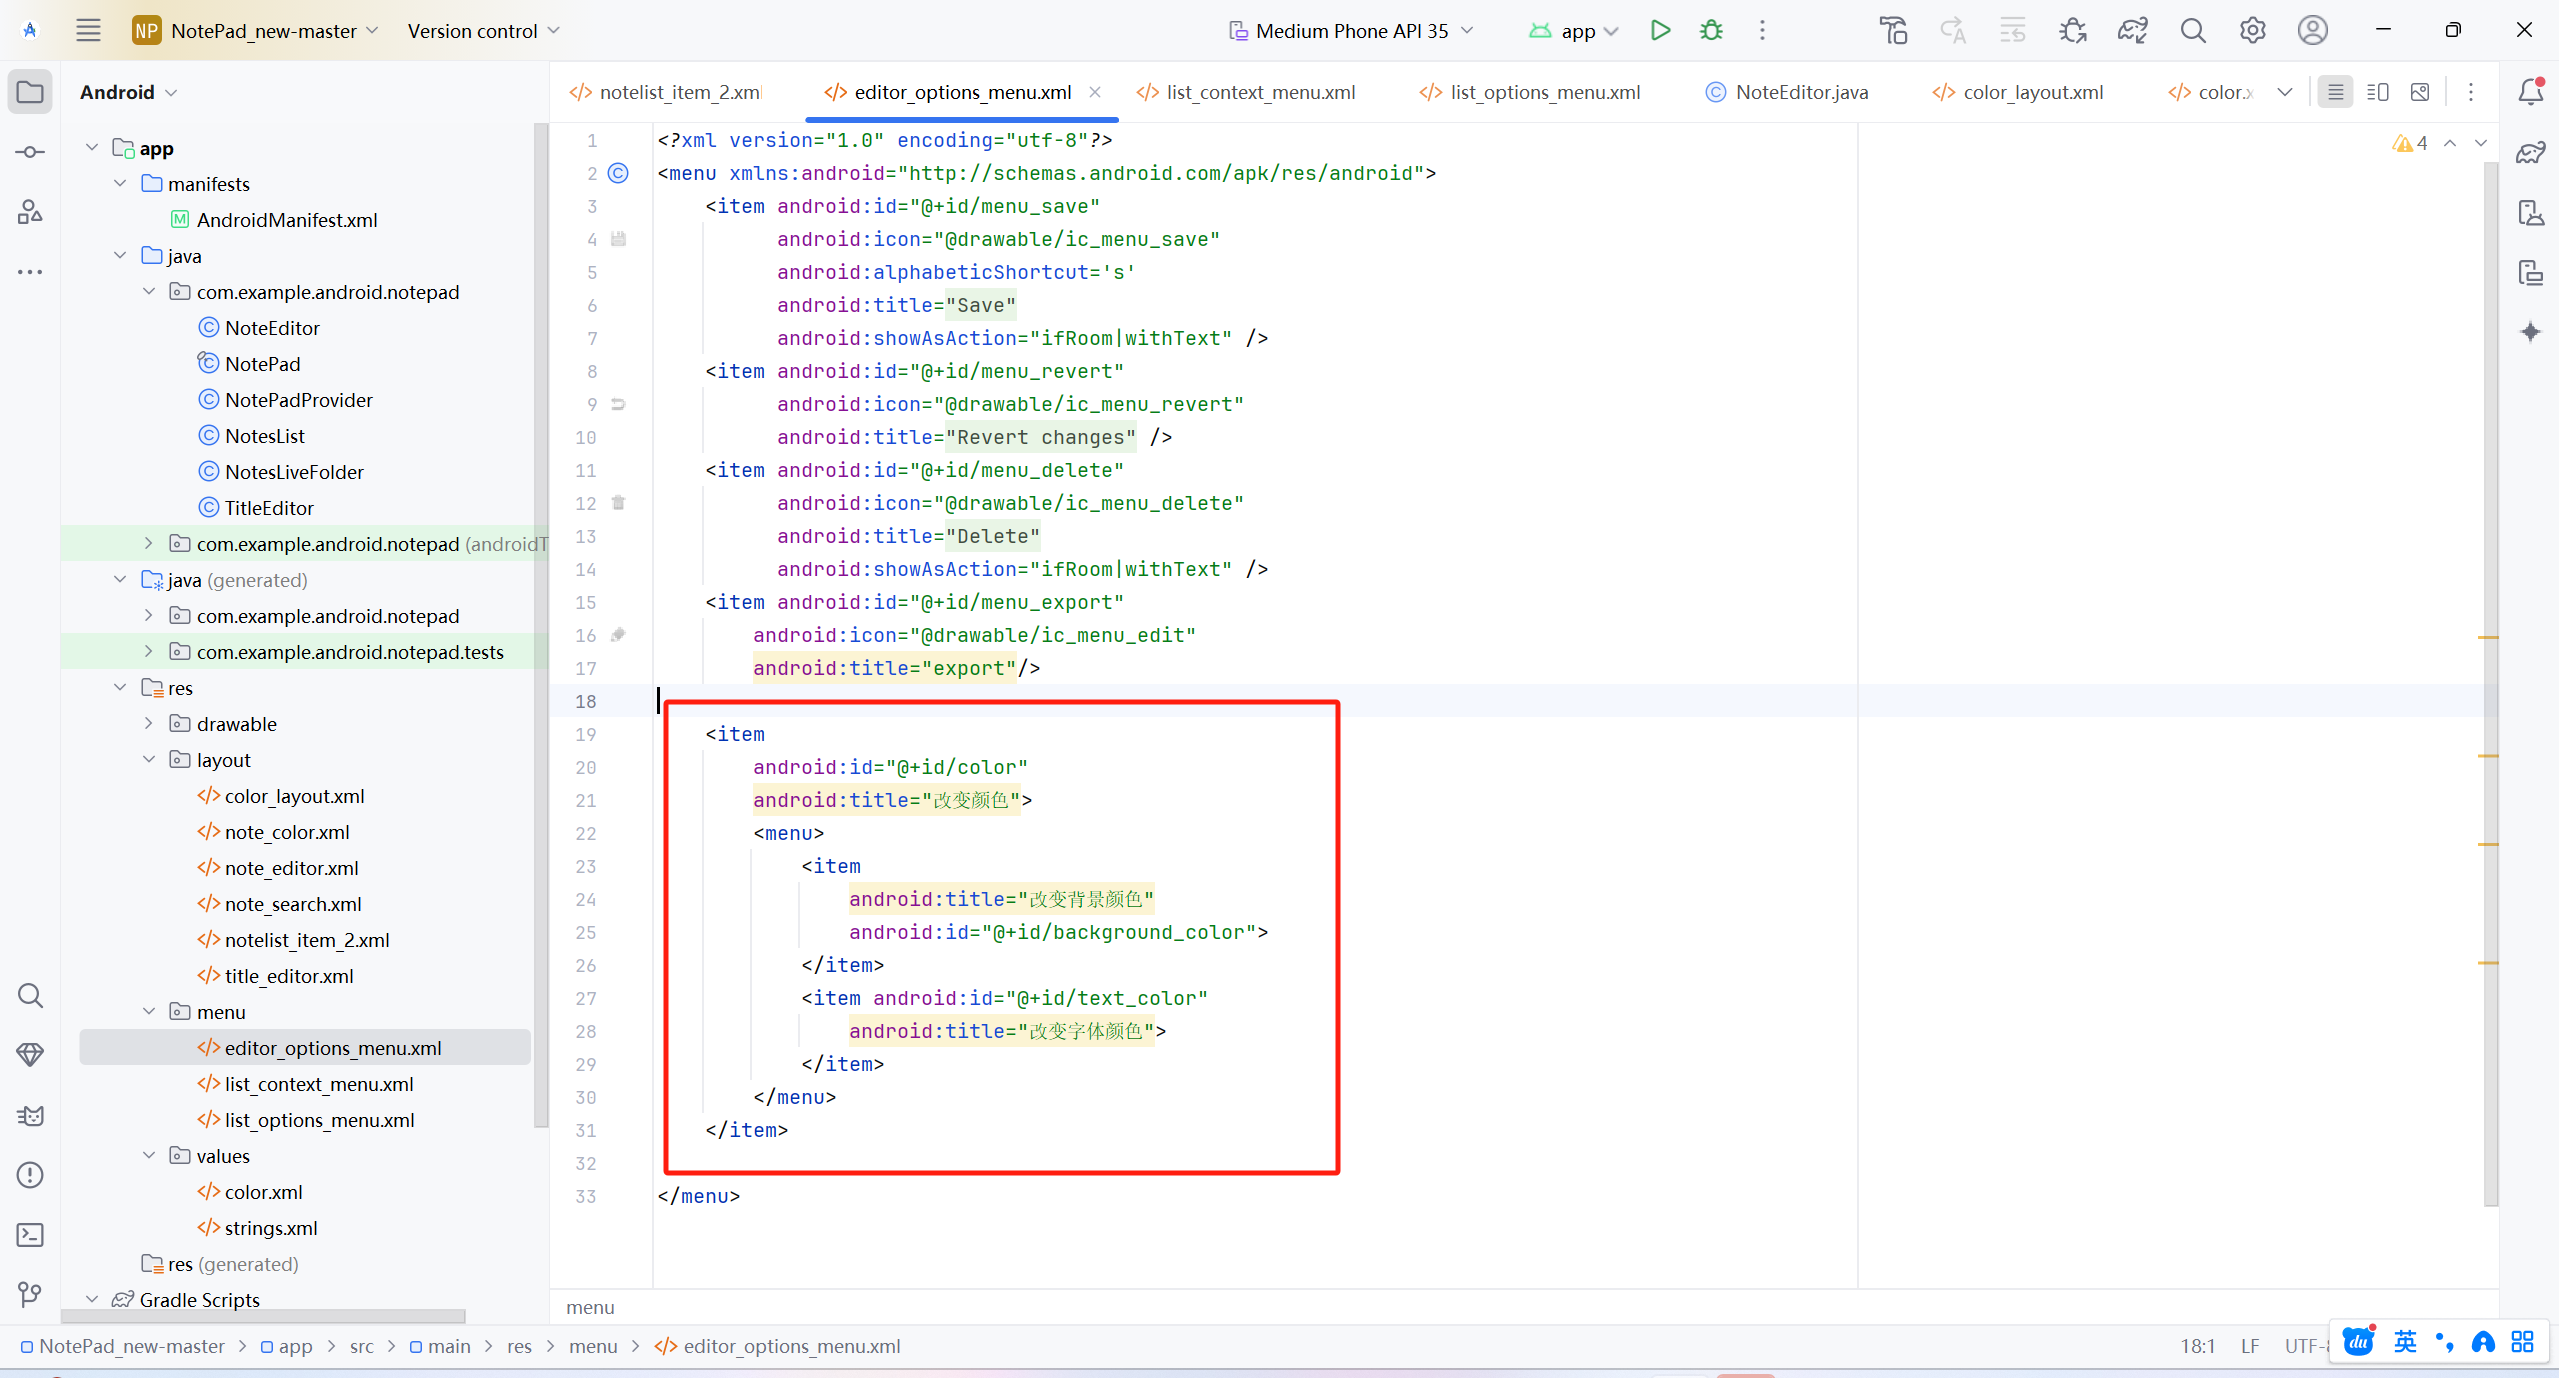 NP NotePad_new-master Version control Medium Phone API 35 app
Android
app
manifests
AndroidManifest.xml
java
com.example.android.notepad
NoteEditor
NotePad
NotePadProvider
NotesList
NotesLiveFolder
TitleEditor
com.example.android.notepad (androidT
java (generated)
com.example.android.notepad
com.example.android.notepad.tests
res
drawable
layout
color_layout.xml
note_color.xml
note_editor.xml
note_search.xml
notelist_item_2.xml
title_editor.xml
menu
editor_options_menu.xml
list_context_menu.xml
list_options_menu.xml
values
color.xml
strings.xml
res (generated)
Gradle Scripts
notelist_item_2.xml editor_options_menu.xml list_context_menu.xml list_options_menu.xml NoteEditor.java color_layout.xml color.x
4
1 <?xml version="1.0" encoding="utf-8"?>
2 <menu xmlns:android="http://schemas.android.com/apk/res/android">
3 <item android:id="@+id/menu_save"
4 android:icon="@drawable/ic_menu_save"
5 android:alphabeticShortcut='s'
6 android:title="Save"
7 android:showAsAction="ifRoom|withText" />
8 <item android:id="@+id/menu_revert"
9 android:icon="@drawable/ic_menu_revert"
10 android:title="Revert changes" />
11 <item android:id="@+id/menu_delete"
12 android:icon="@drawable/ic_menu_delete"
13 android:title="Delete"
14 android:showAsAction="ifRoom|withText" />
15 <item android:id="@+id/menu_export"
16 android:icon="@drawable/ic_menu_edit"
17 android:title="export"/>
18
19 <item
20 android:id="@+id/color"
21 android:title="改变颜色">
22 <menu>
23 <item
24 android:title="改变背景颜色"
25 android:id="@+id/background_color">
26 </item>
27 <item android:id="@+id/text_color"
28 android:title="改变字体颜色">
29 </item>
30 </menu>
31 </item>
32
33 </menu>
menu
NotePad_new-master > app > src > main > res > menu > editor_options_menu.xml 18:1 LF UTF-8
du 英